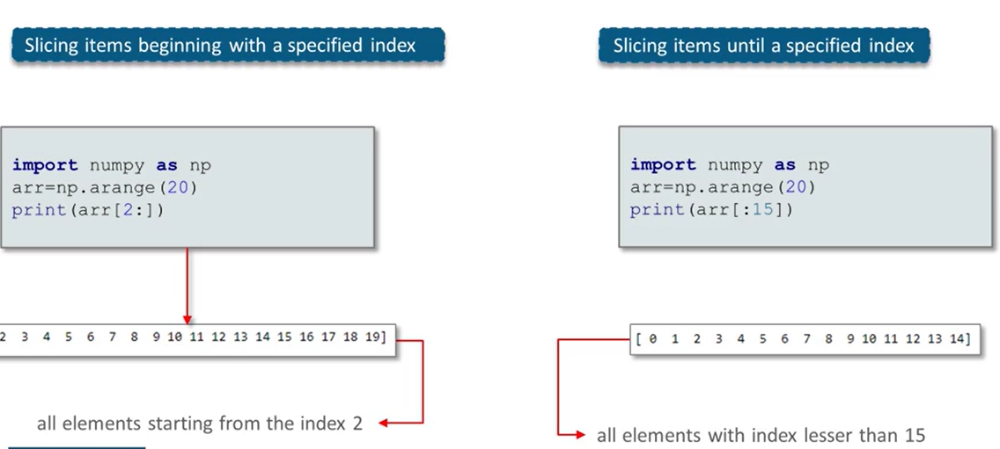 Slicing items beginning with a specified index
import numpy as np
arr=np.arange(20)
print(arr[2:])
2 3 4 5 6 7 8 9 10 11 12 13 14 15 16 17 18 19]
all elements starting from the index 2
Slicing items until a specified index
import numpy as np
arr=np.arange(20)
print(arr[:15])
[ 0 1 2 3 4 5 6 7 8 9 10 11 12 13 14]
all elements with index lesser than 15